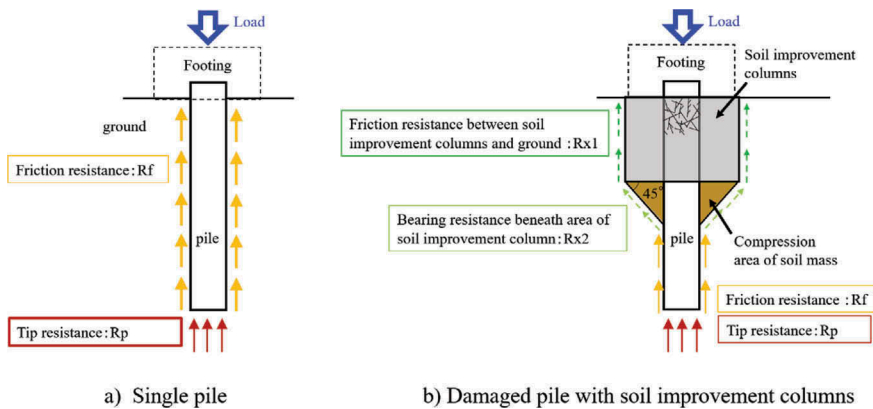 Load
Footing
ground
Friction resistance:Rf
pile
Tip resistance:Rp
a) Single pile
Load
Footing
Soil improvement
columns
Friction resistance between soil
improvement columns and ground :Rx1
45°
Bearing resistance beneath area of
soil improvement column:Rx2
pile
Compression
area of soil mass
Friction resistance :Rf
Tip resistance:Rp
b) Damaged pile with soil improvement columns